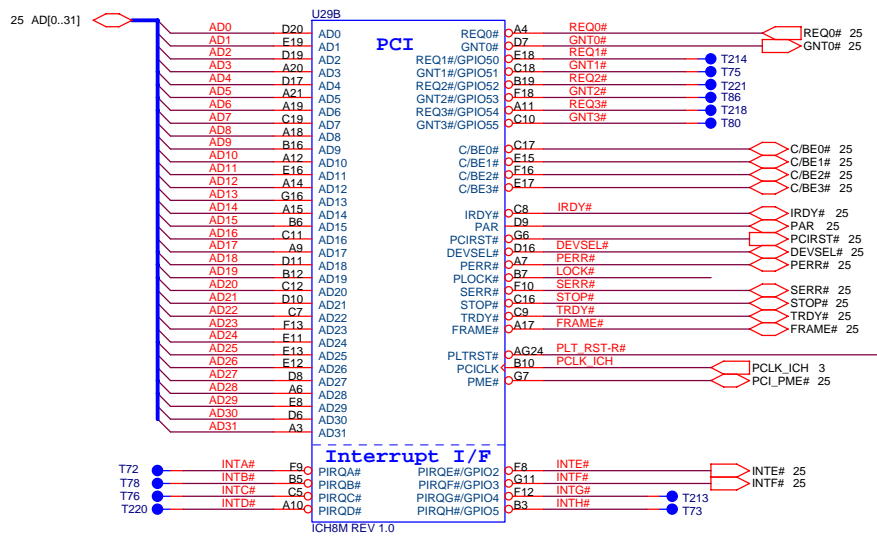 U29B
25 AD[0..31]
PCI
AD0 D20 AD0
AD1 E19 AD1
AD2 D19 AD2
AD3 A20 AD3
AD4 D17 AD4
AD5 A21 AD5
AD6 A19 AD6
AD7 C19 AD7
AD8 A18 AD8
AD9 B16 AD9
AD10 A12 AD10
AD11 E16 AD11
AD12 A14 AD12
AD13 G16 AD13
AD14 A15 AD14
AD15 B6 AD15
AD16 C11 AD16
AD17 A9 AD17
AD18 D11 AD18
AD19 B12 AD19
AD20 C12 AD20
AD21 D10 AD21
AD22 C7 AD22
AD23 F13 AD23
AD24 E11 AD24
AD25 E13 AD25
AD26 E12 AD26
AD27 D8 AD27
AD28 A6 AD28
AD29 E8 AD29
AD30 D6 AD30
AD31 A3 AD31
REQ0# A4 REQ0# REQ0# 25
GNT0# D7 GNT0# GNT0# 25
REQ1#/GPIO50 E18 REQ1# T214
GNT1#/GPIO51 C18 GNT1# T75
REQ2#/GPIO52 B19 REQ2# T221
GNT2#/GPIO53 F18 GNT2# T86
REQ3#/GPIO54 A11 REQ3# T218
GNT3#/GPIO55 C10 GNT3# T80
C/BE0# C17 C/BE0# 25
C/BE1# E15 C/BE1# 25
C/BE2# F16 C/BE2# 25
C/BE3# E17 C/BE3# 25
IRDY# C8 IRDY# IRDY# 25
PAR D9 PAR 25
PCIRST# G6 PCIRST# 25
DEVSEL# D16 DEVSEL# DEVSEL# 25
PERR# A7 PERR# PERR# 25
PLOCK# B7 LOCK#
SERR# F10 SERR# SERR# 25
STOP# C16 STOP# STOP# 25
TRDY# C9 TRDY# TRDY# 25
FRAME# A17 FRAME# FRAME# 25
PLTRST# AG24 PLT_RST-R#
PCICLK B10 PCLK_ICH PCLK_ICH 3
PME# G7 PCI_PME# 25
Interrupt I/F
T72 INTA# F9 PIRQA#
T78 INTB# B5 PIRQB#
T76 INTC# C5 PIRQC#
T220 INTD# A10 PIRQD#
PIRQE#/GPIO2 F8 INTE# INTE# 25
PIRQF#/GPIO3 G11 INTF# INTF# 25
PIRQG#/GPIO4 F12 INTG# T213
PIRQH#/GPIO5 B3 INTH# T73
ICH8M REV 1.0